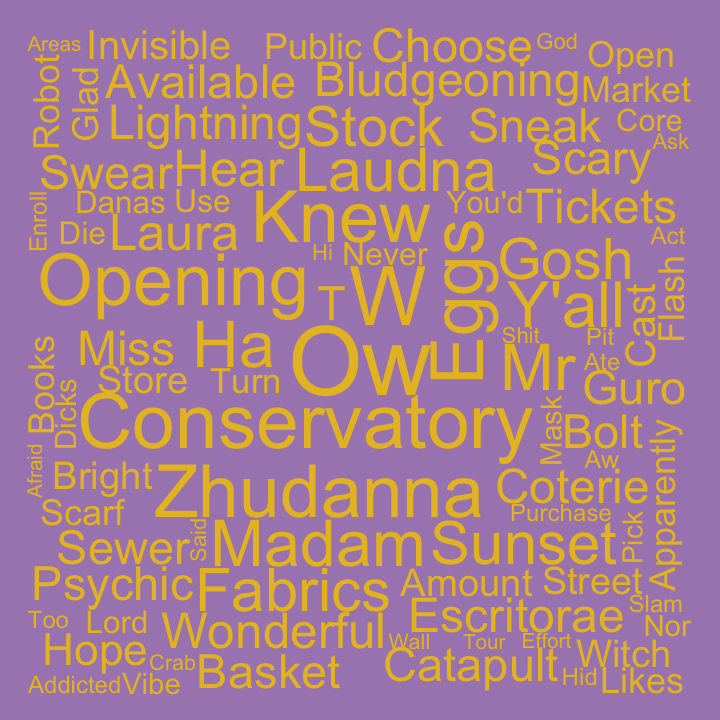 Areas Invisible Public Choose God Open
Robot Glad Available Bludgeoning Market
Lightning Stock Sneak Core Ask
Swear Hear Laudna Scary
Enroll Danas Use Knew You'd Tickets
Die Laura Hi Never Eggs Gosh Act
Opening T W Y'all Cast Flash
Books Miss Ha Ow Shit Pit
Dicks Store Turn Mr Ate Guro
Conservatory Mask Bolt
Afraid Bright Zhudanna Aw Coterie Apparently
Scarf Said Purchase Pick
Sewer Madam Sunset
Psychic Fabrics Amount Street
Too Lord Wonderful Escritorae Slam Nor
Hope Crab Wall Tour Effort Witch
Addicted Vibe Basket Catapult Hid Likes